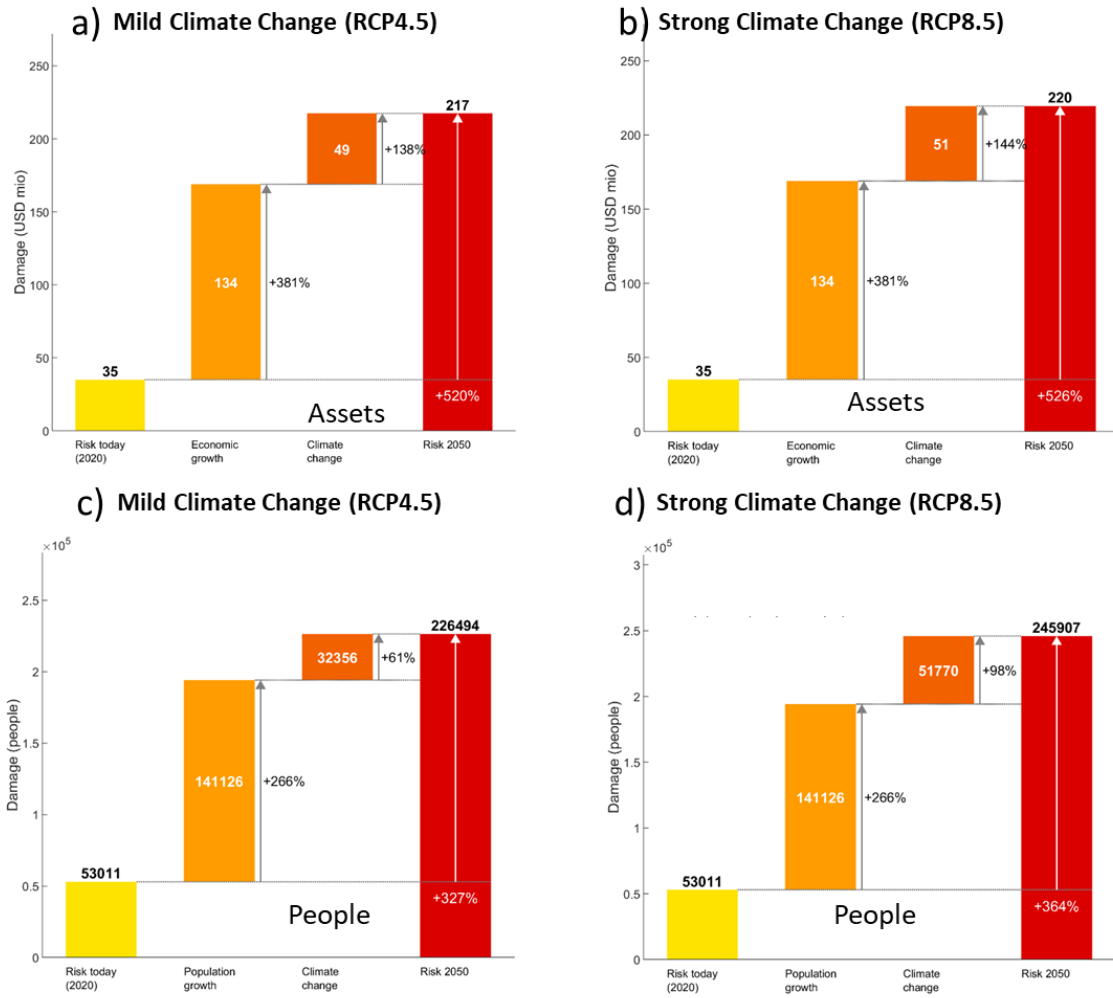 a) Mild Climate Change (RCP4.5)
250
200
150
100
50
0
Damage (USD mio)
35
134
+381%
49
+138%
217
+520%
Assets
Risk today
(2020)
Economic
growth
Climate
change
Risk 2050
b) Strong Climate Change (RCP8.5)
250
200
150
100
50
0
Damage (USD mio)
35
134
+381%
51
+144%
220
+526%
Assets
Risk today
(2020)
Economic
growth
Climate
change
Risk 2050
c) Mild Climate Change (RCP4.5)
×10⁵
2.5
2
1.5
1
0.5
0
Damage (people)
53011
141126
+266%
32356
+61%
226494
+327%
People
Risk today
(2020)
Population
growth
Climate
change
Risk 2050
d) Strong Climate Change (RCP8.5)
×10⁵
3
2.5
2
1.5
1
0.5
0
Damage (people)
53011
141126
+266%
51770
+98%
245907
+364%
People
Risk today
(2020)
Population
growth
Climate
change
Risk 2050